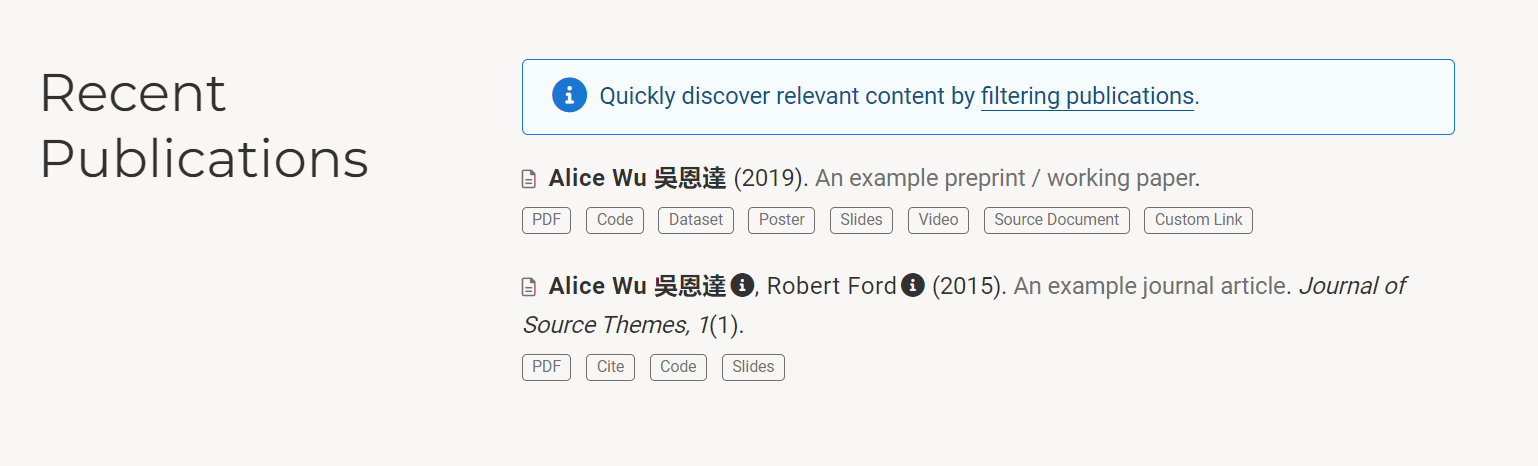 Recent
Publications
Quickly discover relevant content by filtering publications.
Alice Wu 吳恩達 (2019). An example preprint / working paper.
PDF Code Dataset Poster Slides Video Source Document Custom Link
Alice Wu 吳恩達, Robert Ford (2015). An example journal article. Journal of
Source Themes, 1(1).
PDF Cite Code Slides